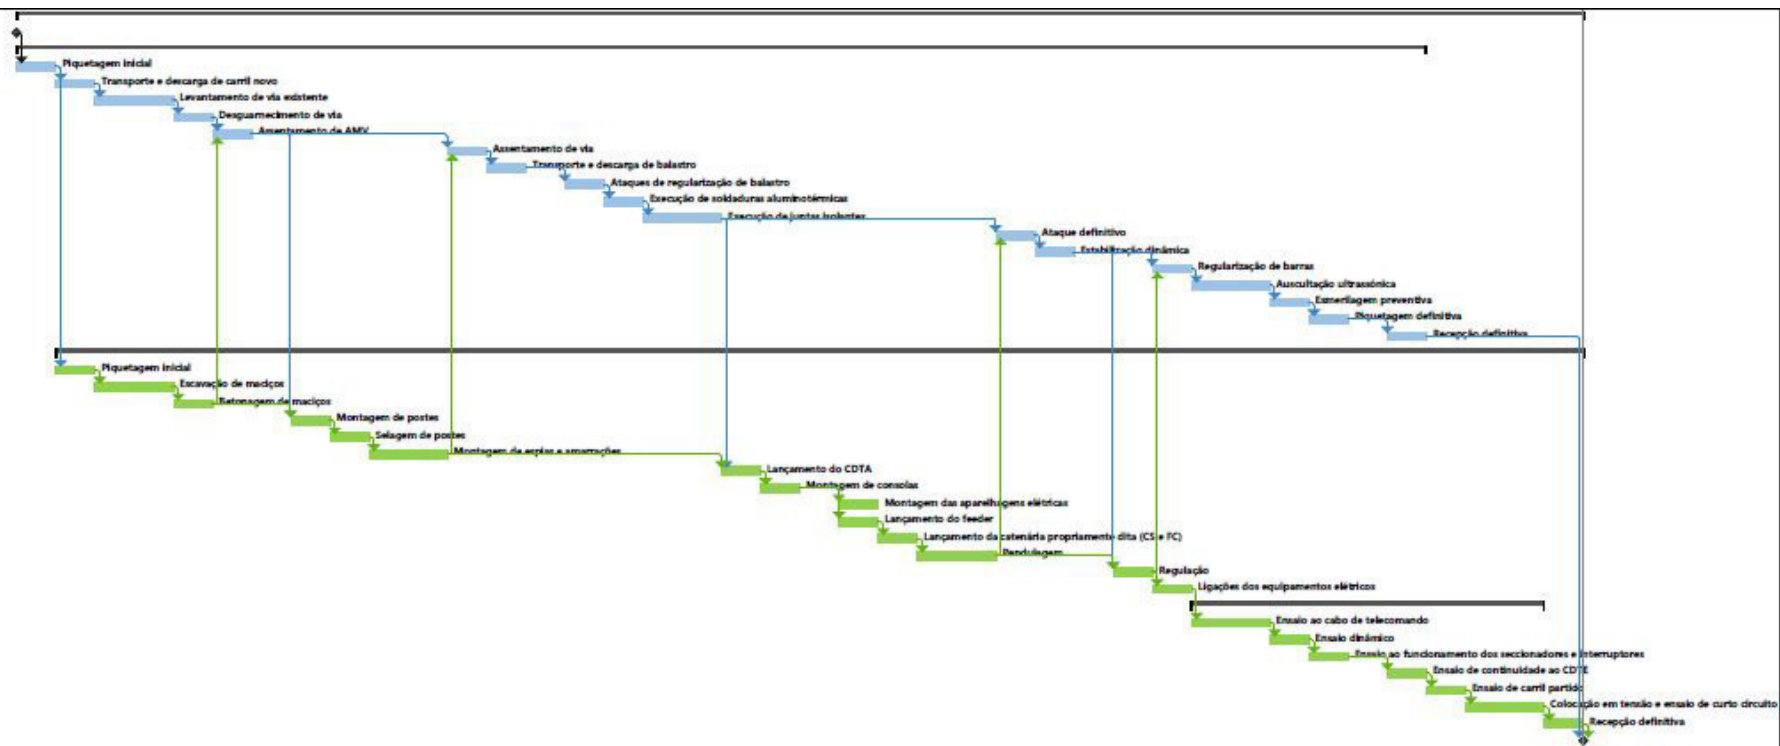 Piquetagem inicial
Transporte e descarga de carril novo
Levantamento de via existente
Desguarnecimento de via
Assentamento de AMV
Assentamento de via
Transporte e descarga de balastro
Ataques de regularização de balastro
Execução de soldaduras aluminotérmicas
Execução de juntas isolantes
Ataque definitivo
Estabilização dinâmica
Regularização de barras
Auscultação ultrassónica
Esmerilagem preventiva
Piquetagem definitiva
Recepção definitiva
Piquetagem inicial
Escavação de maciços
Betonagem de maciços
Montagem de postes
Selagem de postes
Montagem de espias e amarrações
Lançamento do CDTA
Montagem de consolas
Montagem das aparelhagens elétricas
Lançamento do feeder
Lançamento da catenária propriamente dita (CS e FC)
Pendulagem
Regulação
Ligações dos equipamentos elétricos
Ensaio ao cabo de telecomando
Ensaio dinâmico
Ensaio ao funcionamento dos seccionadores e interruptores
Ensaio de continuidade ao CDTE
Ensaio de carril partido
Colocação em tensão e ensaio de curto circuito
Recepção definitiva